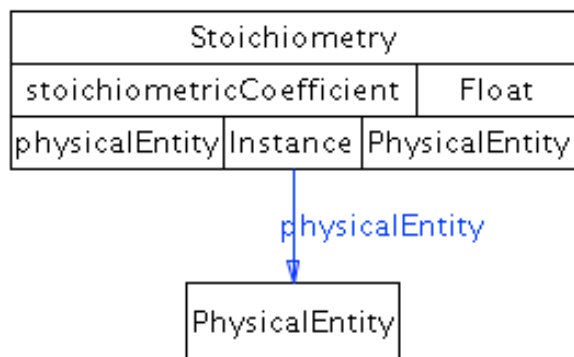 Stoichiometry
stoichiometricCoefficient Float
physicalEntity Instance PhysicalEntity
physicalEntity
PhysicalEntity